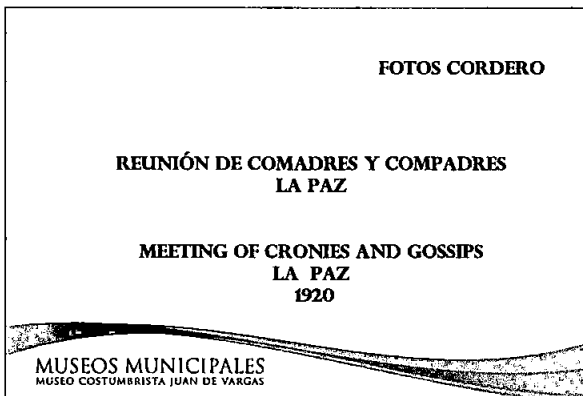 FOTOS CORDERO
REUNIÓN DE COMADRES Y COMPADRES
LA PAZ
MEETING OF CRONIES AND GOSSIPS
LA PAZ
1920
MUSEOS MUNICIPALES
MUSEO COSTUMBRISTA JUAN DE VARGAS